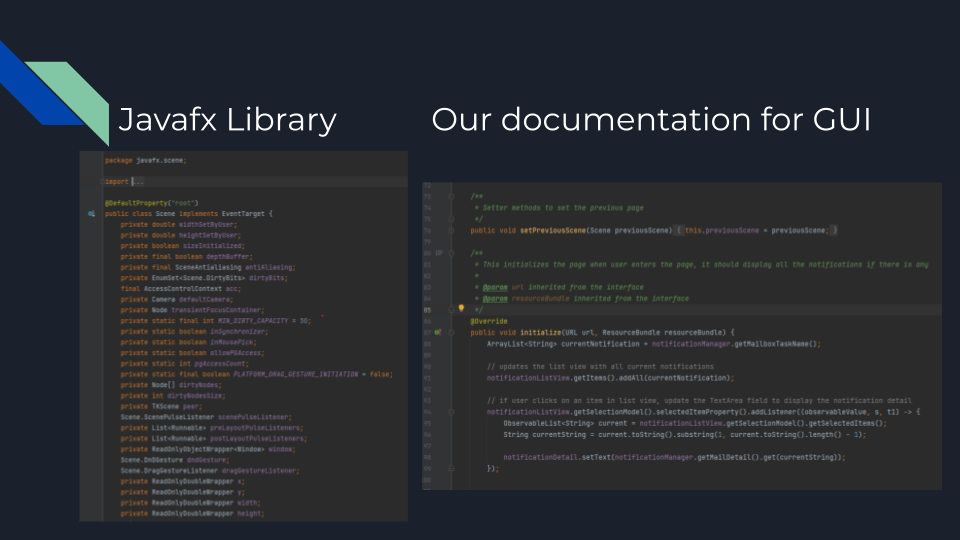 Javafx Library
package javafx.scene;
import ...
@DefaultProperty("root")
public class Scene implements EventTarget {
private double widthSetByUser;
private double heightSetByUser;
private boolean sizeInitialized;
private final boolean depthBuffer;
private final SceneAntialiasing antiAliasing;
private EnumSet<Scene.DirtyBits> dirtyBits;
final AccessControlContext acc;
private Camera defaultCamera;
private Node transientFocusContainer;
private static final int MIN_DIRTY_CAPACITY = 30;
private static boolean inSynchronizer;
private static boolean inMousePick;
private static boolean allowPGAccess;
private static int pgAccessCount;
private static final boolean PLATFORM_DRAG_GESTURE_INITIATION = false;
private Node[] dirtyNodes;
private int dirtyNodesSize;
private TKScene peer;
Scene.ScenePulseListener scenePulseListener;
private List<Runnable> preLayoutPulseListeners;
private List<Runnable> postLayoutPulseListeners;
private ReadOnlyObjectWrapper<Window> window;
Scene.DnDGesture dndGesture;
Scene.DragGestureListener dragGestureListener;
private ReadOnlyDoubleWrapper x;
private ReadOnlyDoubleWrapper y;
private ReadOnlyDoubleWrapper width;
private ReadOnlyDoubleWrapper height;
Our documentation for GUI
/**
* Setter methods to set the previous page
*/
public void setPreviousScene(Scene previousScene) { this.previousScene = previousScene; }
/**
* This initializes the page when user enters the page, it should display all the notifications if there is any
*
* @param url inherited from the interface
* @param resourceBundle inherited from the interface
85 */
@Override
public void initialize(URL url, ResourceBundle resourceBundle) {
ArrayList<String> currentNotification = notificationManager.getMailboxTaskName();
// updates the list view with all current notifications
notificationListView.getItems().addAll(currentNotification);
// if user clicks on an item in list view, update the TextArea field to display the notification detail
notificationListView.getSelectionModel().selectedItemProperty().addListener((observableValue, s, t1) -> {
ObservableList<String> current = notificationListView.getSelectionModel().getSelectedItems();
String currentString = current.toString().substring(1, current.toString().length() - 1);
notificationDetail.setText(notificationManager.getMailDetail().get(currentString));
});